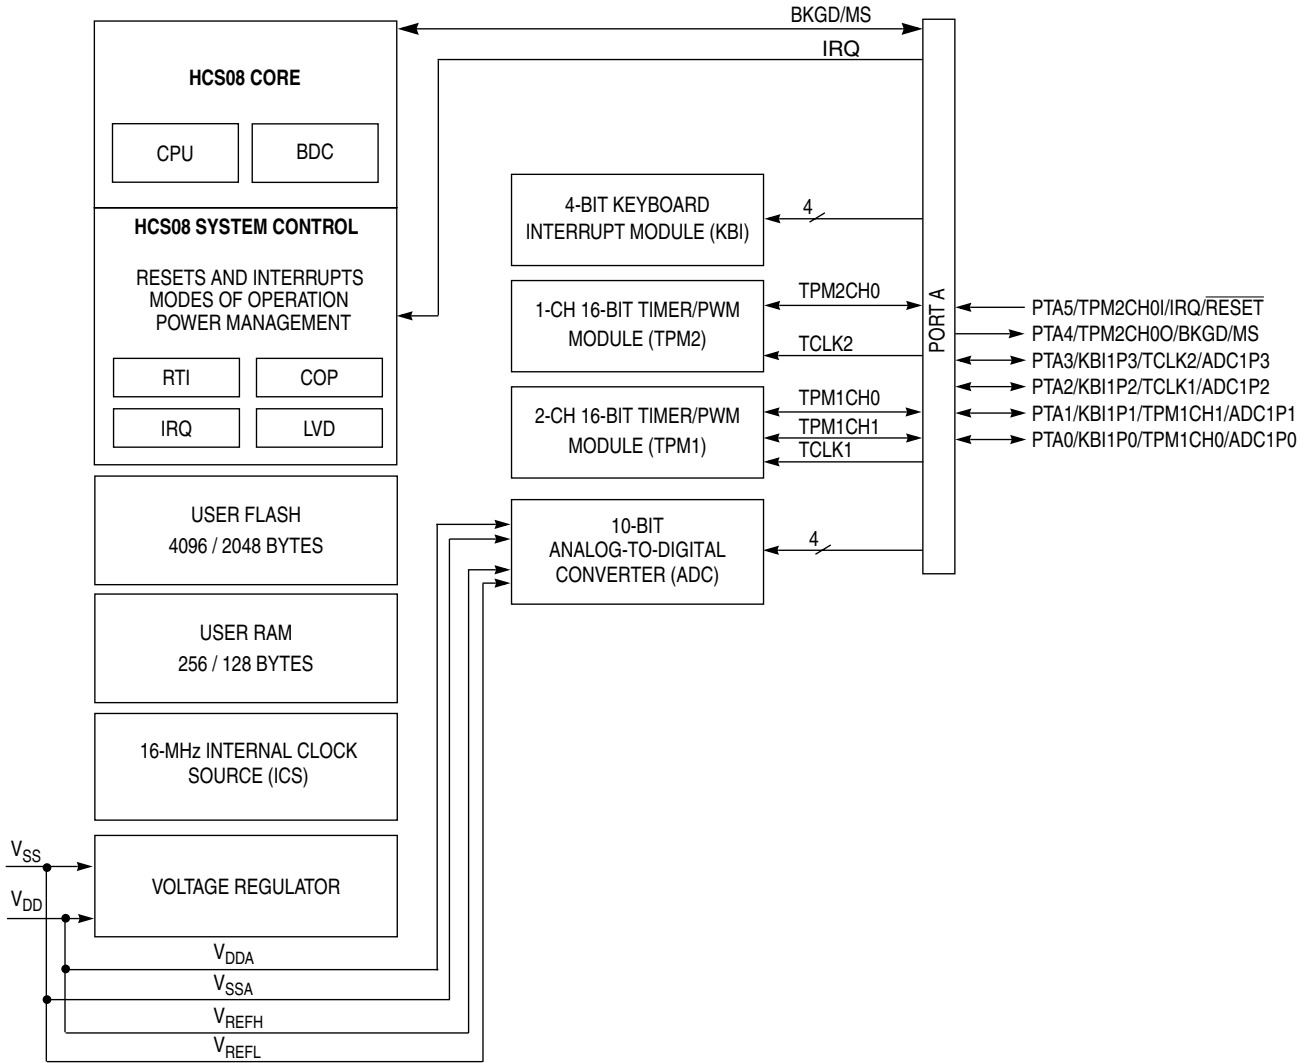 BKGD/MS
IRQ
HCS08 CORE
CPU
BDC
HCS08 SYSTEM CONTROL
RESETS AND INTERRUPTS
MODES OF OPERATION
POWER MANAGEMENT
RTI
COP
IRQ
LVD
USER FLASH
4096 / 2048 BYTES
USER RAM
256 / 128 BYTES
16-MHz INTERNAL CLOCK
SOURCE (ICS)
VOLTAGE REGULATOR
VSS
VDD
VDDA
VSSA
VREFH
VREFL
4-BIT KEYBOARD
INTERRUPT MODULE (KBI)
4
1-CH 16-BIT TIMER/PWM
MODULE (TPM2)
TPM2CH0
TCLK2
2-CH 16-BIT TIMER/PWM
MODULE (TPM1)
TPM1CH0
TPM1CH1
TCLK1
10-BIT
ANALOG-TO-DIGITAL
CONVERTER (ADC)
4
PORT A
PTA5/TPM2CH0I/IRQ/RESET
PTA4/TPM2CH0O/BKGD/MS
PTA3/KBI1P3/TCLK2/ADC1P3
PTA2/KBI1P2/TCLK1/ADC1P2
PTA1/KBI1P1/TPM1CH1/ADC1P1
PTA0/KBI1P0/TPM1CH0/ADC1P0